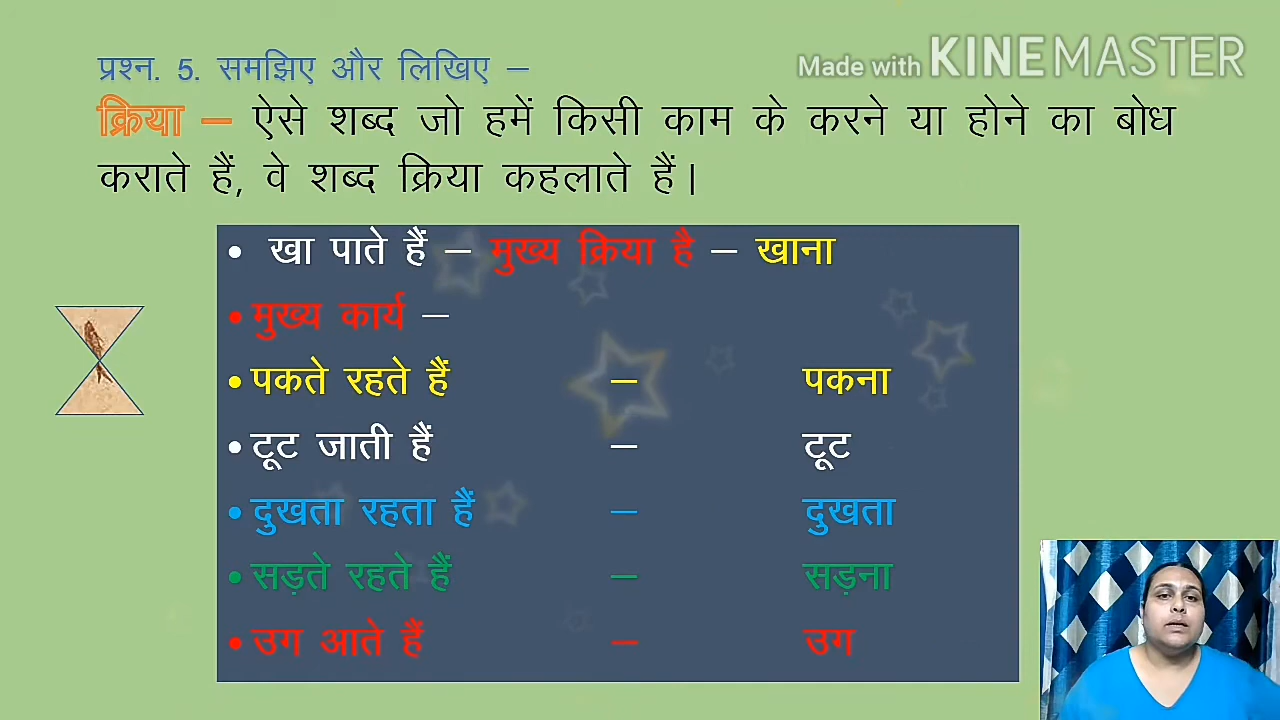 प्रश्न. 5. समझिए और लिखिए –
Made with KINEMASTER
क्रिया – ऐसे शब्द जो हमें किसी काम के करने या होने का बोध
कराते हैं, वे शब्द क्रिया कहलाते हैं।
• खा पाते हैं – मुख्य क्रिया है – खाना
• मुख्य कार्य –
• पकते रहते हैं – पकना
• टूट जाती हैं – टूट
• दुखता रहता हैं – दुखता
• सड़ते रहते हैं – सड़ना
• उग आते हैं – उग